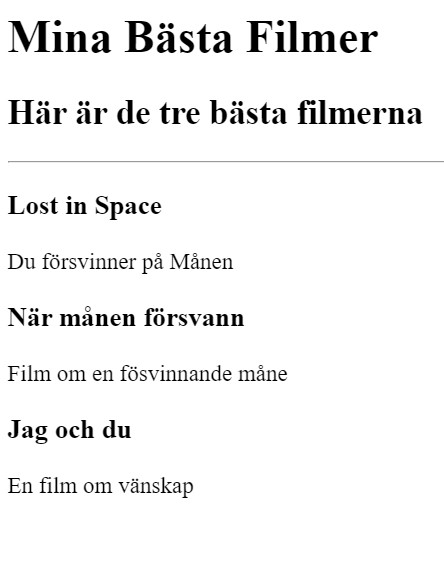 Mina Bästa Filmer
Här är de tre bästa filmerna
Lost in Space
Du försvinner på Månen
När månen försvann
Film om en fösvinnande måne
Jag och du
En film om vänskap